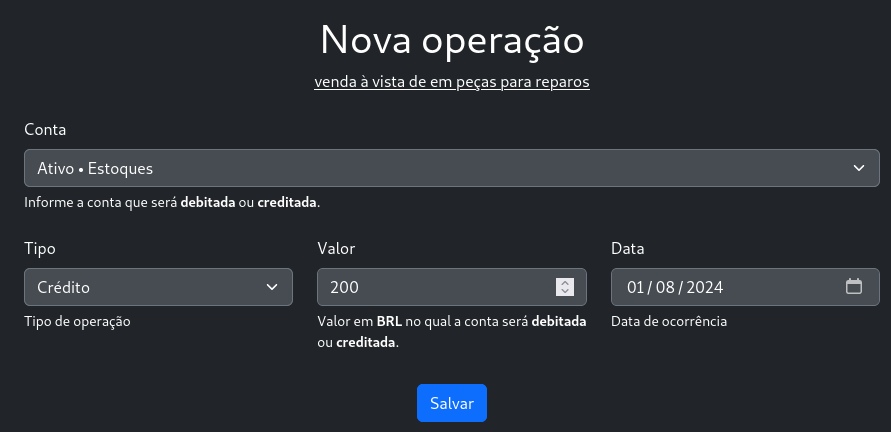 Nova operação
venda à vista de em peças para reparos
Conta
Ativo • Estoques
Informe a conta que será debitada ou creditada.
Tipo
Valor
Data
Crédito
200
01 / 08 / 2024
Tipo de operação
Valor em BRL no qual a conta será debitada
ou creditada.
Data de ocorrência
Salvar